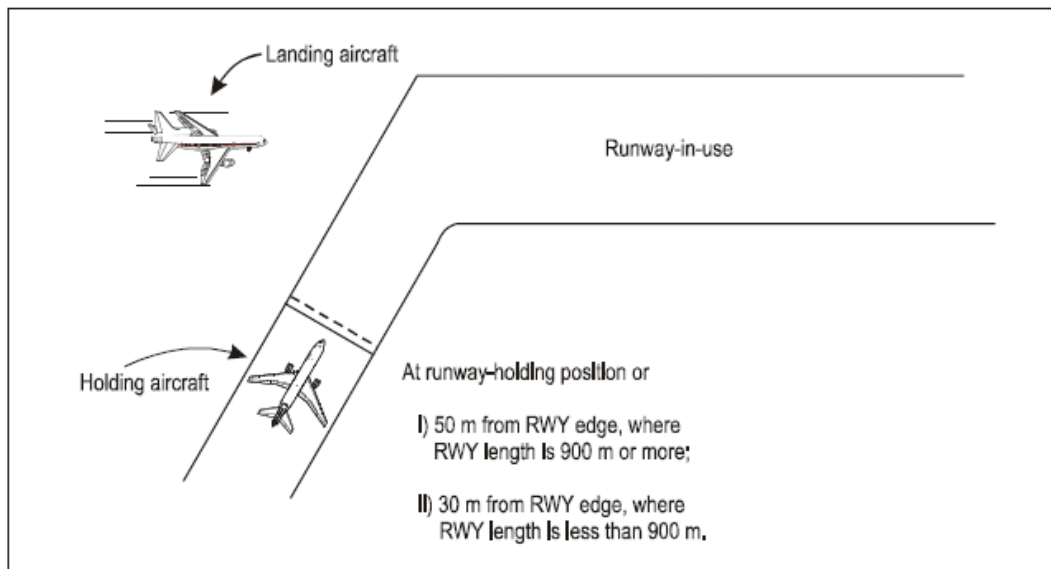 Landing aircraft
Runway-in-use
Holding aircraft
At runway-holding position or
I) 50 m from RWY edge, where
RWY length is 900 m or more;
II) 30 m from RWY edge, where
RWY length is less than 900 m.